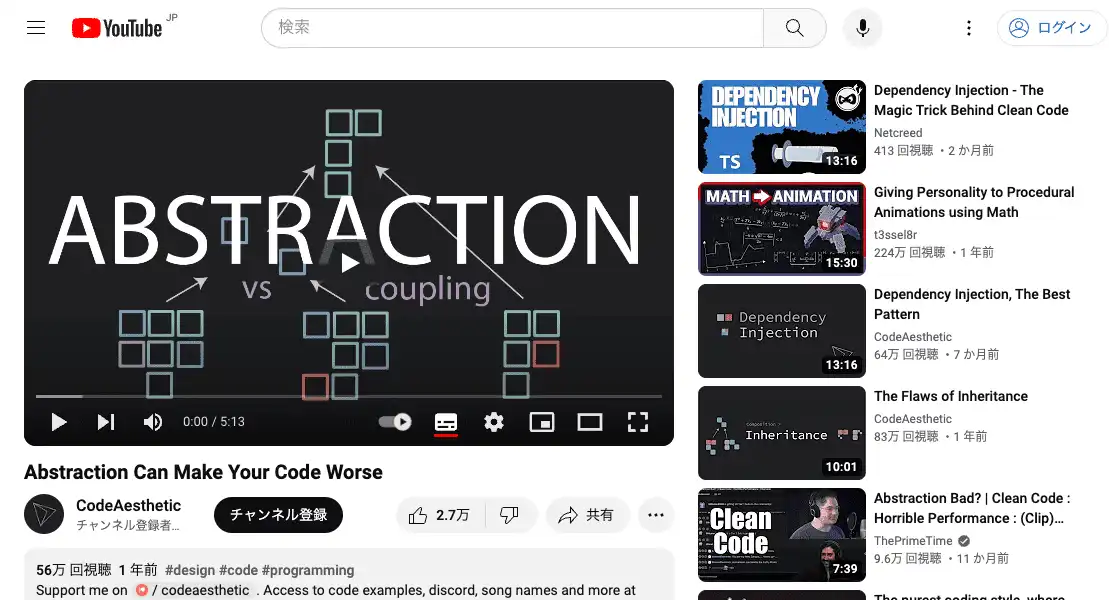 YouTube JP
検索
ログイン
ABSTRACTION
vs coupling
0:00 / 5:13
Abstraction Can Make Your Code Worse
CodeAesthetic
チャンネル登録者...
チャンネル登録
2.7万
共有
56万 回視聴 1 年前 #design #code #programming
Support me on / codeaesthetic . Access to code examples, discord, song names and more at
DEPENDENCY
INJECTION
TS
13:16
Dependency Injection - The
Magic Trick Behind Clean Code
Netcreed
413 回視聴 ・2 か月前
MATH ANIMATION
15:30
Giving Personality to Procedural
Animations using Math
t3ssel8r
224万 回視聴 ・1 年前
Dependency
Injection
13:16
Dependency Injection, The Best
Pattern
CodeAesthetic
64万 回視聴 ・7 か月前
Inheritance
10:01
The Flaws of Inheritance
CodeAesthetic
83万 回視聴 ・1 年前
Clean
Code
7:39
Abstraction Bad? | Clean Code :
Horrible Performance : (Clip)...
ThePrimeTime
9.6万 回視聴 ・11 か月前
The purest coding style, where